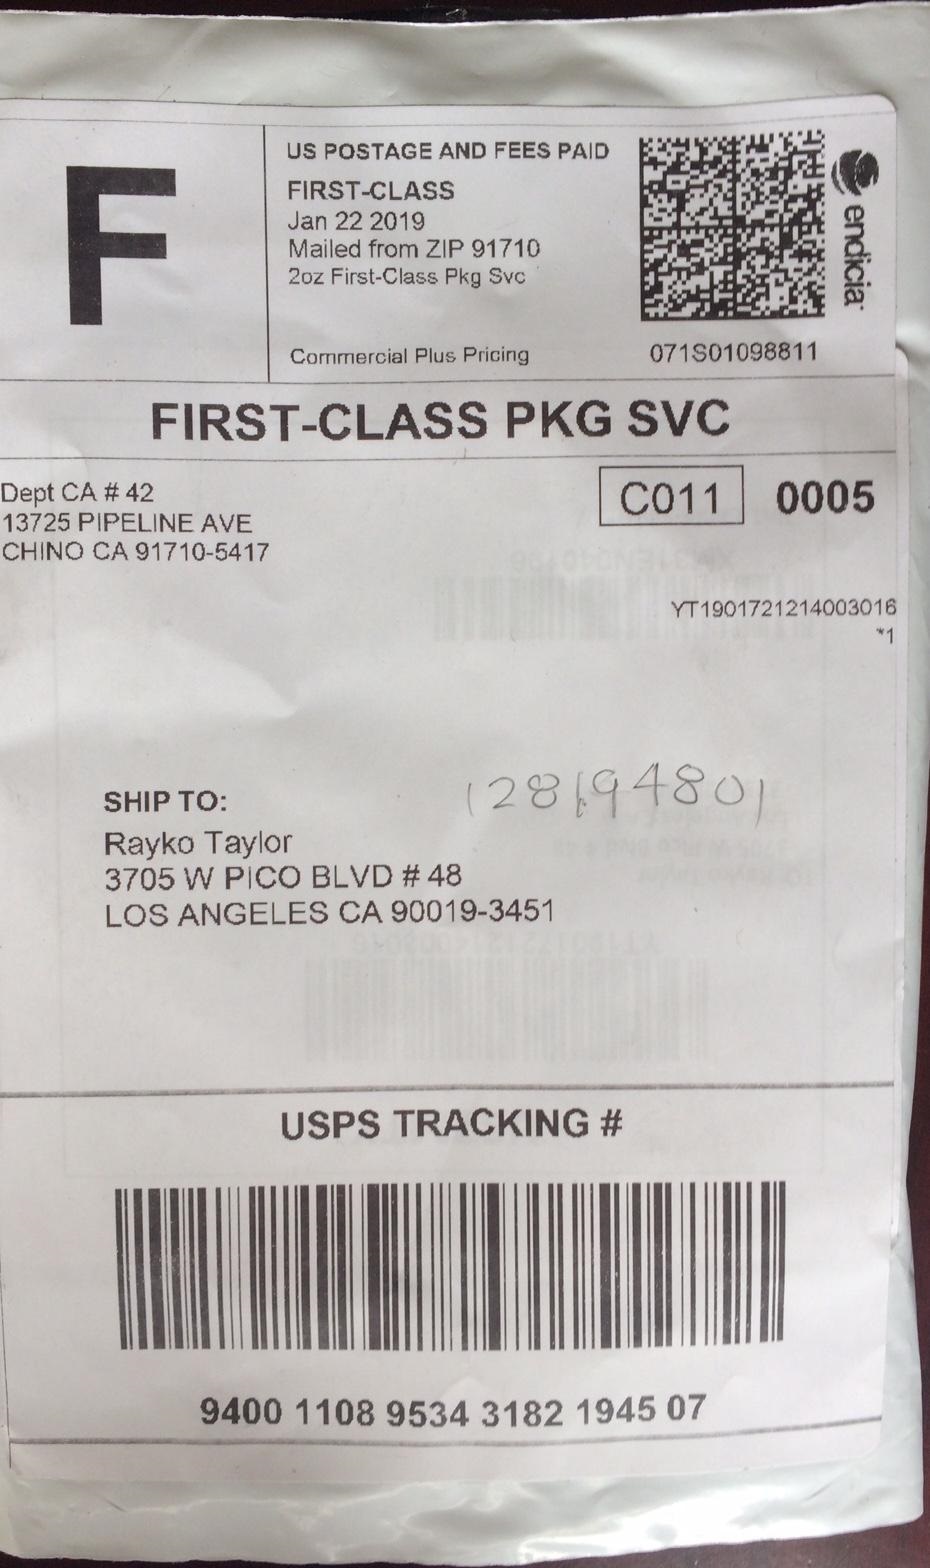 F
US POSTAGE AND FEES PAID
FIRST-CLASS
Jan 22 2019
Mailed from ZIP 91710
2oz First-Class Pkg Svc
Commercial Plus Pricing
endicia
071S01098811
FIRST-CLASS PKG SVC
Dept CA # 42
13725 PIPELINE AVE
CHINO CA 91710-5417
C011 0005
YT1901721214003016
*1
128194801
SHIP TO:
Rayko Taylor
3705 W PICO BLVD # 48
LOS ANGELES CA 90019-3451
USPS TRACKING #
9400 1108 9534 3182 1945 07